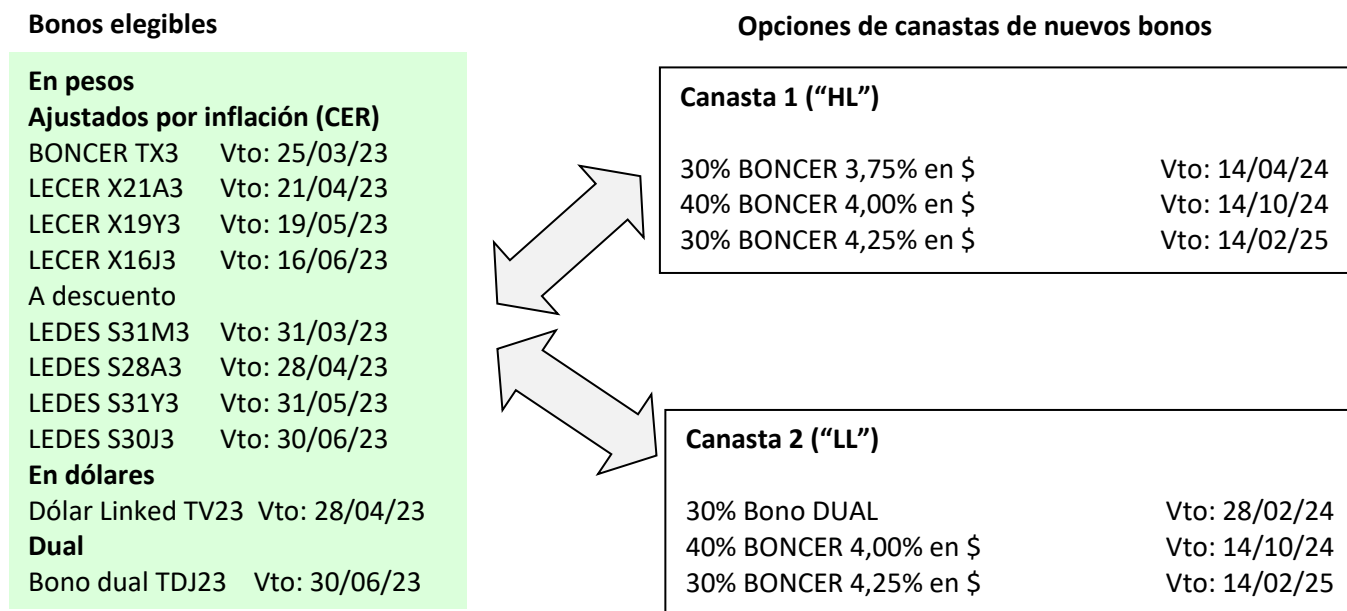 Bonos elegibles
En pesos
Ajustados por inflación (CER)
BONCER TX3 Vto: 25/03/23
LECER X21A3 Vto: 21/04/23
LECER X19Y3 Vto: 19/05/23
LECER X16J3 Vto: 16/06/23
A descuento
LEDES S31M3 Vto: 31/03/23
LEDES S28A3 Vto: 28/04/23
LEDES S31Y3 Vto: 31/05/23
LEDES S30J3 Vto: 30/06/23
En dólares
Dólar Linked TV23 Vto: 28/04/23
Dual
Bono dual TDJ23 Vto: 30/06/23
Opciones de canastas de nuevos bonos
Canasta 1 (“HL”)
30% BONCER 3,75% en $ Vto: 14/04/24
40% BONCER 4,00% en $ Vto: 14/10/24
30% BONCER 4,25% en $ Vto: 14/02/25
Canasta 2 (“LL”)
30% Bono DUAL Vto: 28/02/24
40% BONCER 4,00% en $ Vto: 14/10/24
30% BONCER 4,25% en $ Vto: 14/02/25